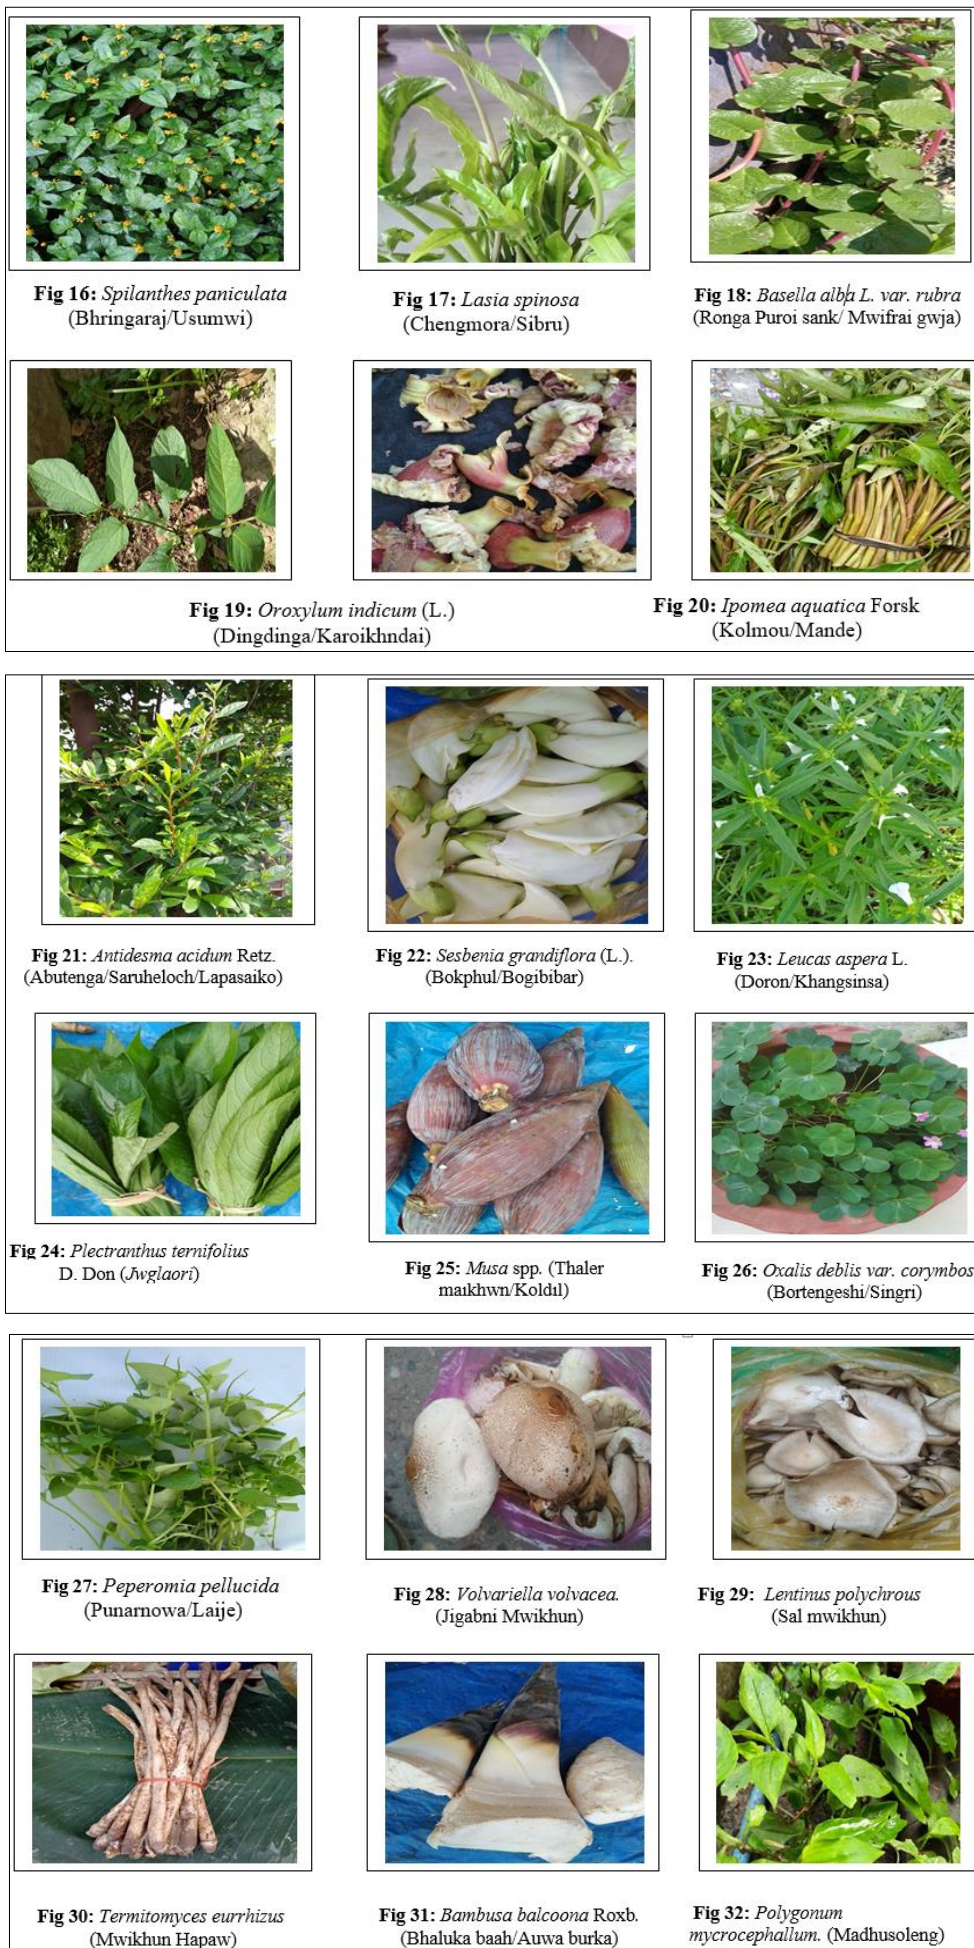 Fig 16: Spilanthes paniculata
(Bhringaraj/Usumwi)
Fig 17: Lasia spinosa
(Chengmora/Sibru)
Fig 18: Basella alba L. var. rubra
(Ronga Puroi sank/ Mwifrai gwja)
Fig 19: Oroxylum indicum (L.)
(Dingdinga/Karoikhndai)
Fig 20: Ipomea aquatica Forsk
(Kolmou/Mande)
Fig 21: Antidesma acidum Retz.
(Abutenga/Saruheloch/Lapasaiko)
Fig 22: Sesbenia grandiflora (L.).
(Bokphul/Bogibibar)
Fig 23: Leucas aspera L.
(Doron/Khangsinsa)
Fig 24: Plectranthus ternifolius
D. Don (Jwglaori)
Fig 25: Musa spp. (Thaler
maikhwn/Koldil)
Fig 26: Oxalis deblis var. corymbos
(Bortengeshi/Singri)
Fig 27: Peperomia pellucida
(Punarnowa/Laije)
Fig 28: Volvariella volvacea.
(Jigabni Mwikhun)
Fig 29: Lentinus polychrous
(Sal mwikhun)
Fig 30: Termitomyces eurrhizus
(Mwikhun Hapaw)
Fig 31: Bambusa balcoona Roxb.
(Bhaluka baah/Auwa burka)
Fig 32: Polygonum
mycrocephallum. (Madhusoleng)